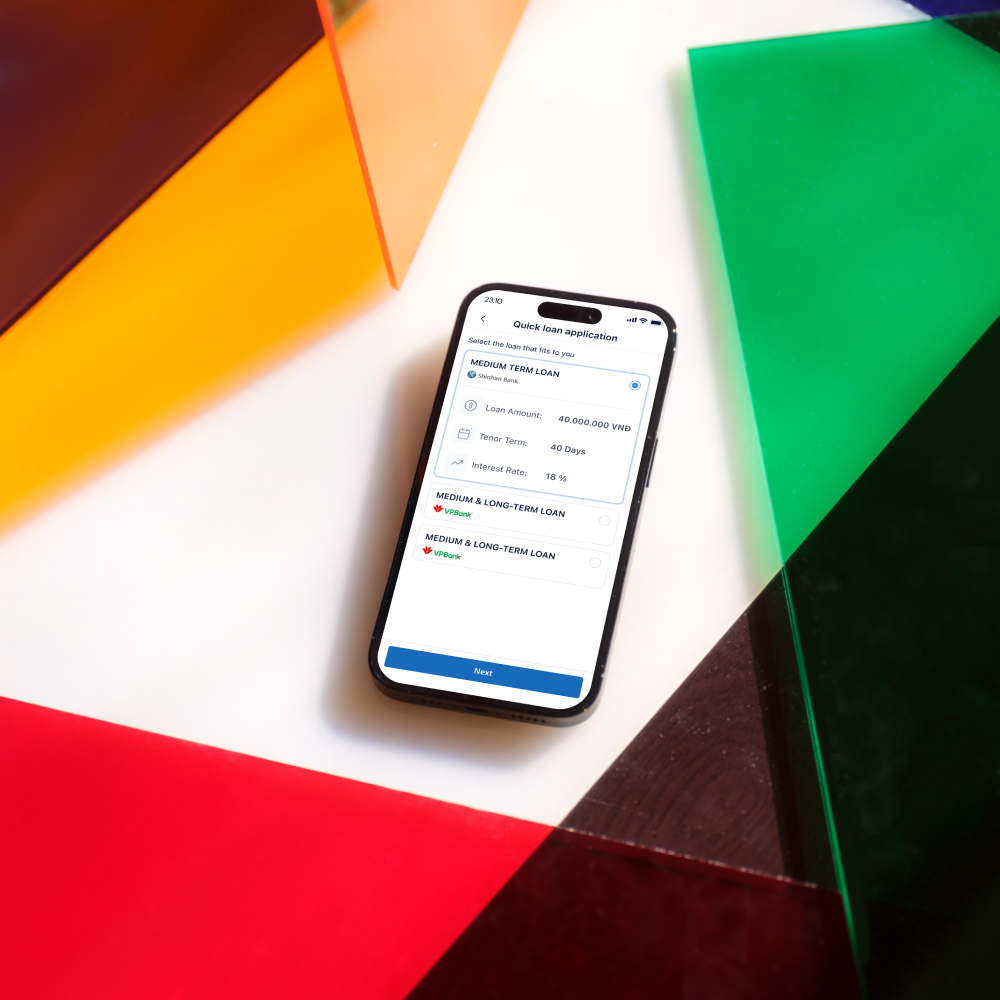 23:10
Quick loan application
Select the loan that fits to you
MEDIUM TERM LOAN
Shinhan Bank
Loan Amount: 40.000.000 VNĐ
Tenor Term: 40 Days
Interest Rate: 18 %
MEDIUM & LONG-TERM LOAN
VPBank
MEDIUM & LONG-TERM LOAN
VPBank
Next